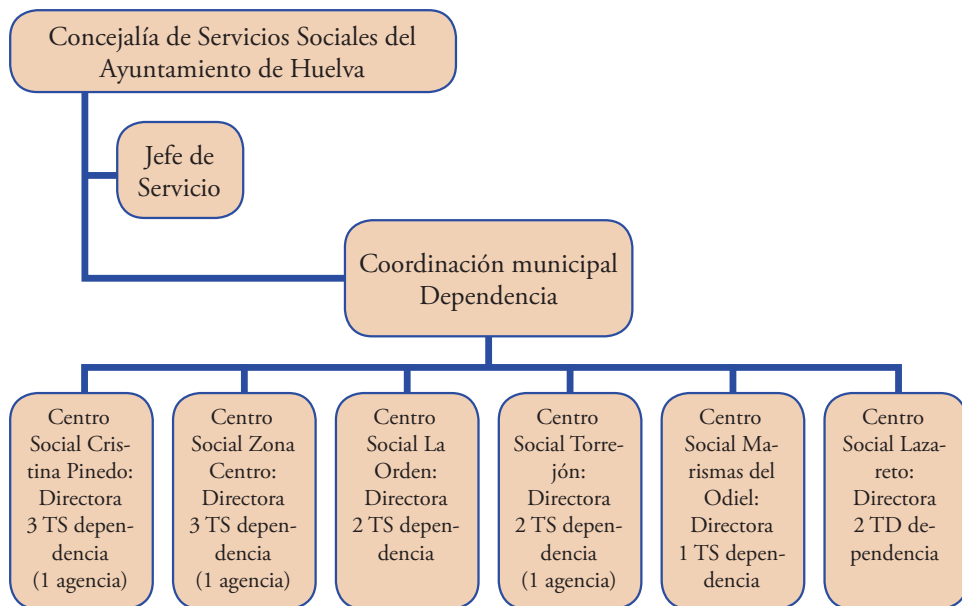 Concejalía de Servicios Sociales del
Ayuntamiento de Huelva
Jefe de
Servicio
Coordinación municipal
Dependencia
Centro
Social Cris-
tina Pinedo:
Directora
3 TS depen-
dencia
(1 agencia)
Centro
Social Zona
Centro:
Directora
3 TS depen-
dencia
(1 agencia)
Centro
Social La
Orden:
Directora
2 TS depen-
dencia
Centro
Social Torre-
jón:
Directora
2 TS depen-
dencia
(1 agencia)
Centro
Social Ma-
rismas del
Odiel:
Directora
1 TS depen-
dencia
Centro
Social Laza-
reto:
Directora
2 TD de-
pendencia